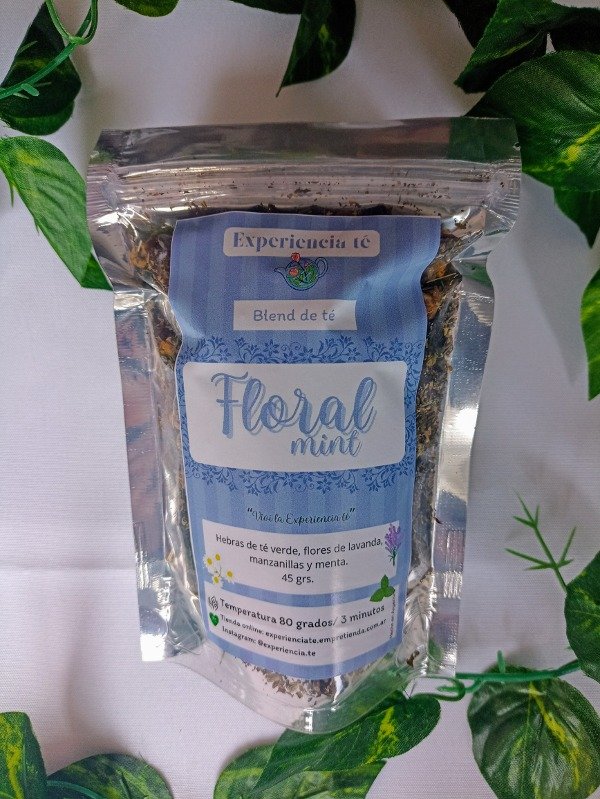 Experiencia té
Blend de té
Floral
mint
"Viví la Experiencia té"
Hebras de té verde, flores de lavanda,
manzanillas y menta.
45 grs.
Temperatura 80 grados/ 3 minutos
Tienda online: experienciate.empretienda.com.ar
Instagram: @experiencia.te